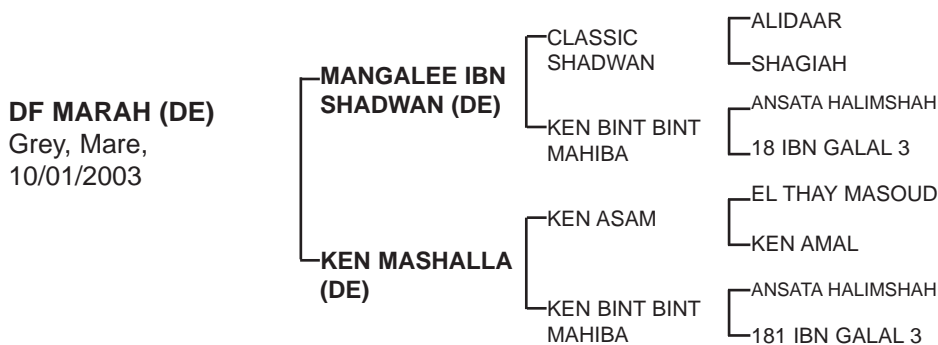 DF MARAH (DE)
Grey, Mare,
10/01/2003
MANGALEE IBN
SHADWAN (DE)
KEN MASHALLA
(DE)
CLASSIC
SHADWAN
KEN BINT BINT
MAHIBA
KEN ASAM
KEN BINT BINT
MAHIBA
ALIDAAR
SHAGIAH
ANSATA HALIMSHAH
18 IBN GALAL 3
EL THAY MASOUD
KEN AMAL
ANSATA HALIMSHAH
181 IBN GALAL 3